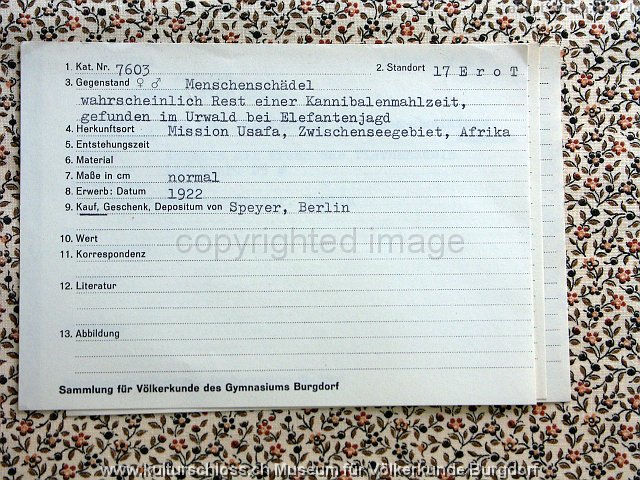 1. Kat. Nr. 7603 2. Standort 17 E r o T
3. Gegenstand ♀ ♂ Menschenschädel
wahrscheinlich Rest einer Kannibalenmahlzeit,
gefunden im Urwald bei Elefantenjagd
4. Herkunftsort Mission Usafa, Zwischenseegebiet, Afrika
5. Entstehungszeit
6. Material
7. Maße in cm normal
8. Erwerb: Datum 1922
9. Kauf, Geschenk, Depositum von Speyer, Berlin
10. Wert
copyrighted image
11. Korrespondenz
12. Literatur
13. Abbildung
Sammlung für Völkerkunde des Gymnasiums Burgdorf
www.kulturschloss.ch Museum für Völkerkunde Burgdorf